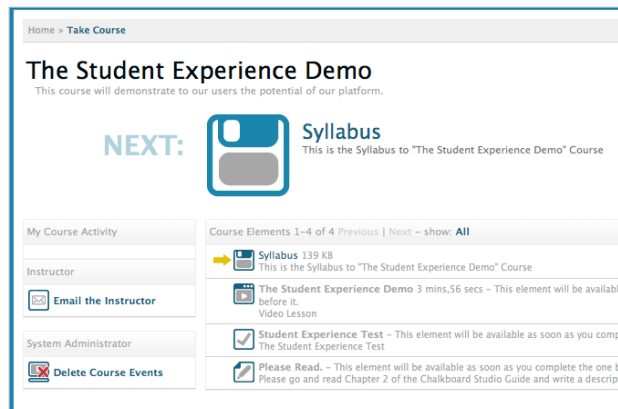 Home » Take Course
The Student Experience Demo
This course will demonstrate to our users the potential of our platform.
NEXT:
Syllabus
This is the Syllabus to "The Student Experience Demo" Course
My Course Activity
Instructor
Email the Instructor
System Administrator
Delete Course Events
Course Elements 1-4 of 4 Previous | Next - show: All
Syllabus 139 KB
This is the Syllabus to "The Student Experience Demo" Course
The Student Experience Demo 3 mins,56 secs - This element will be
before it.
Video Lesson
Student Experience Test - This element will be available as soon as you
The Student Experience Test
Please Read. - This element will be available as soon as you complete the one
Please go and read Chapter 2 of the Chalkboard Studio Guide and write a